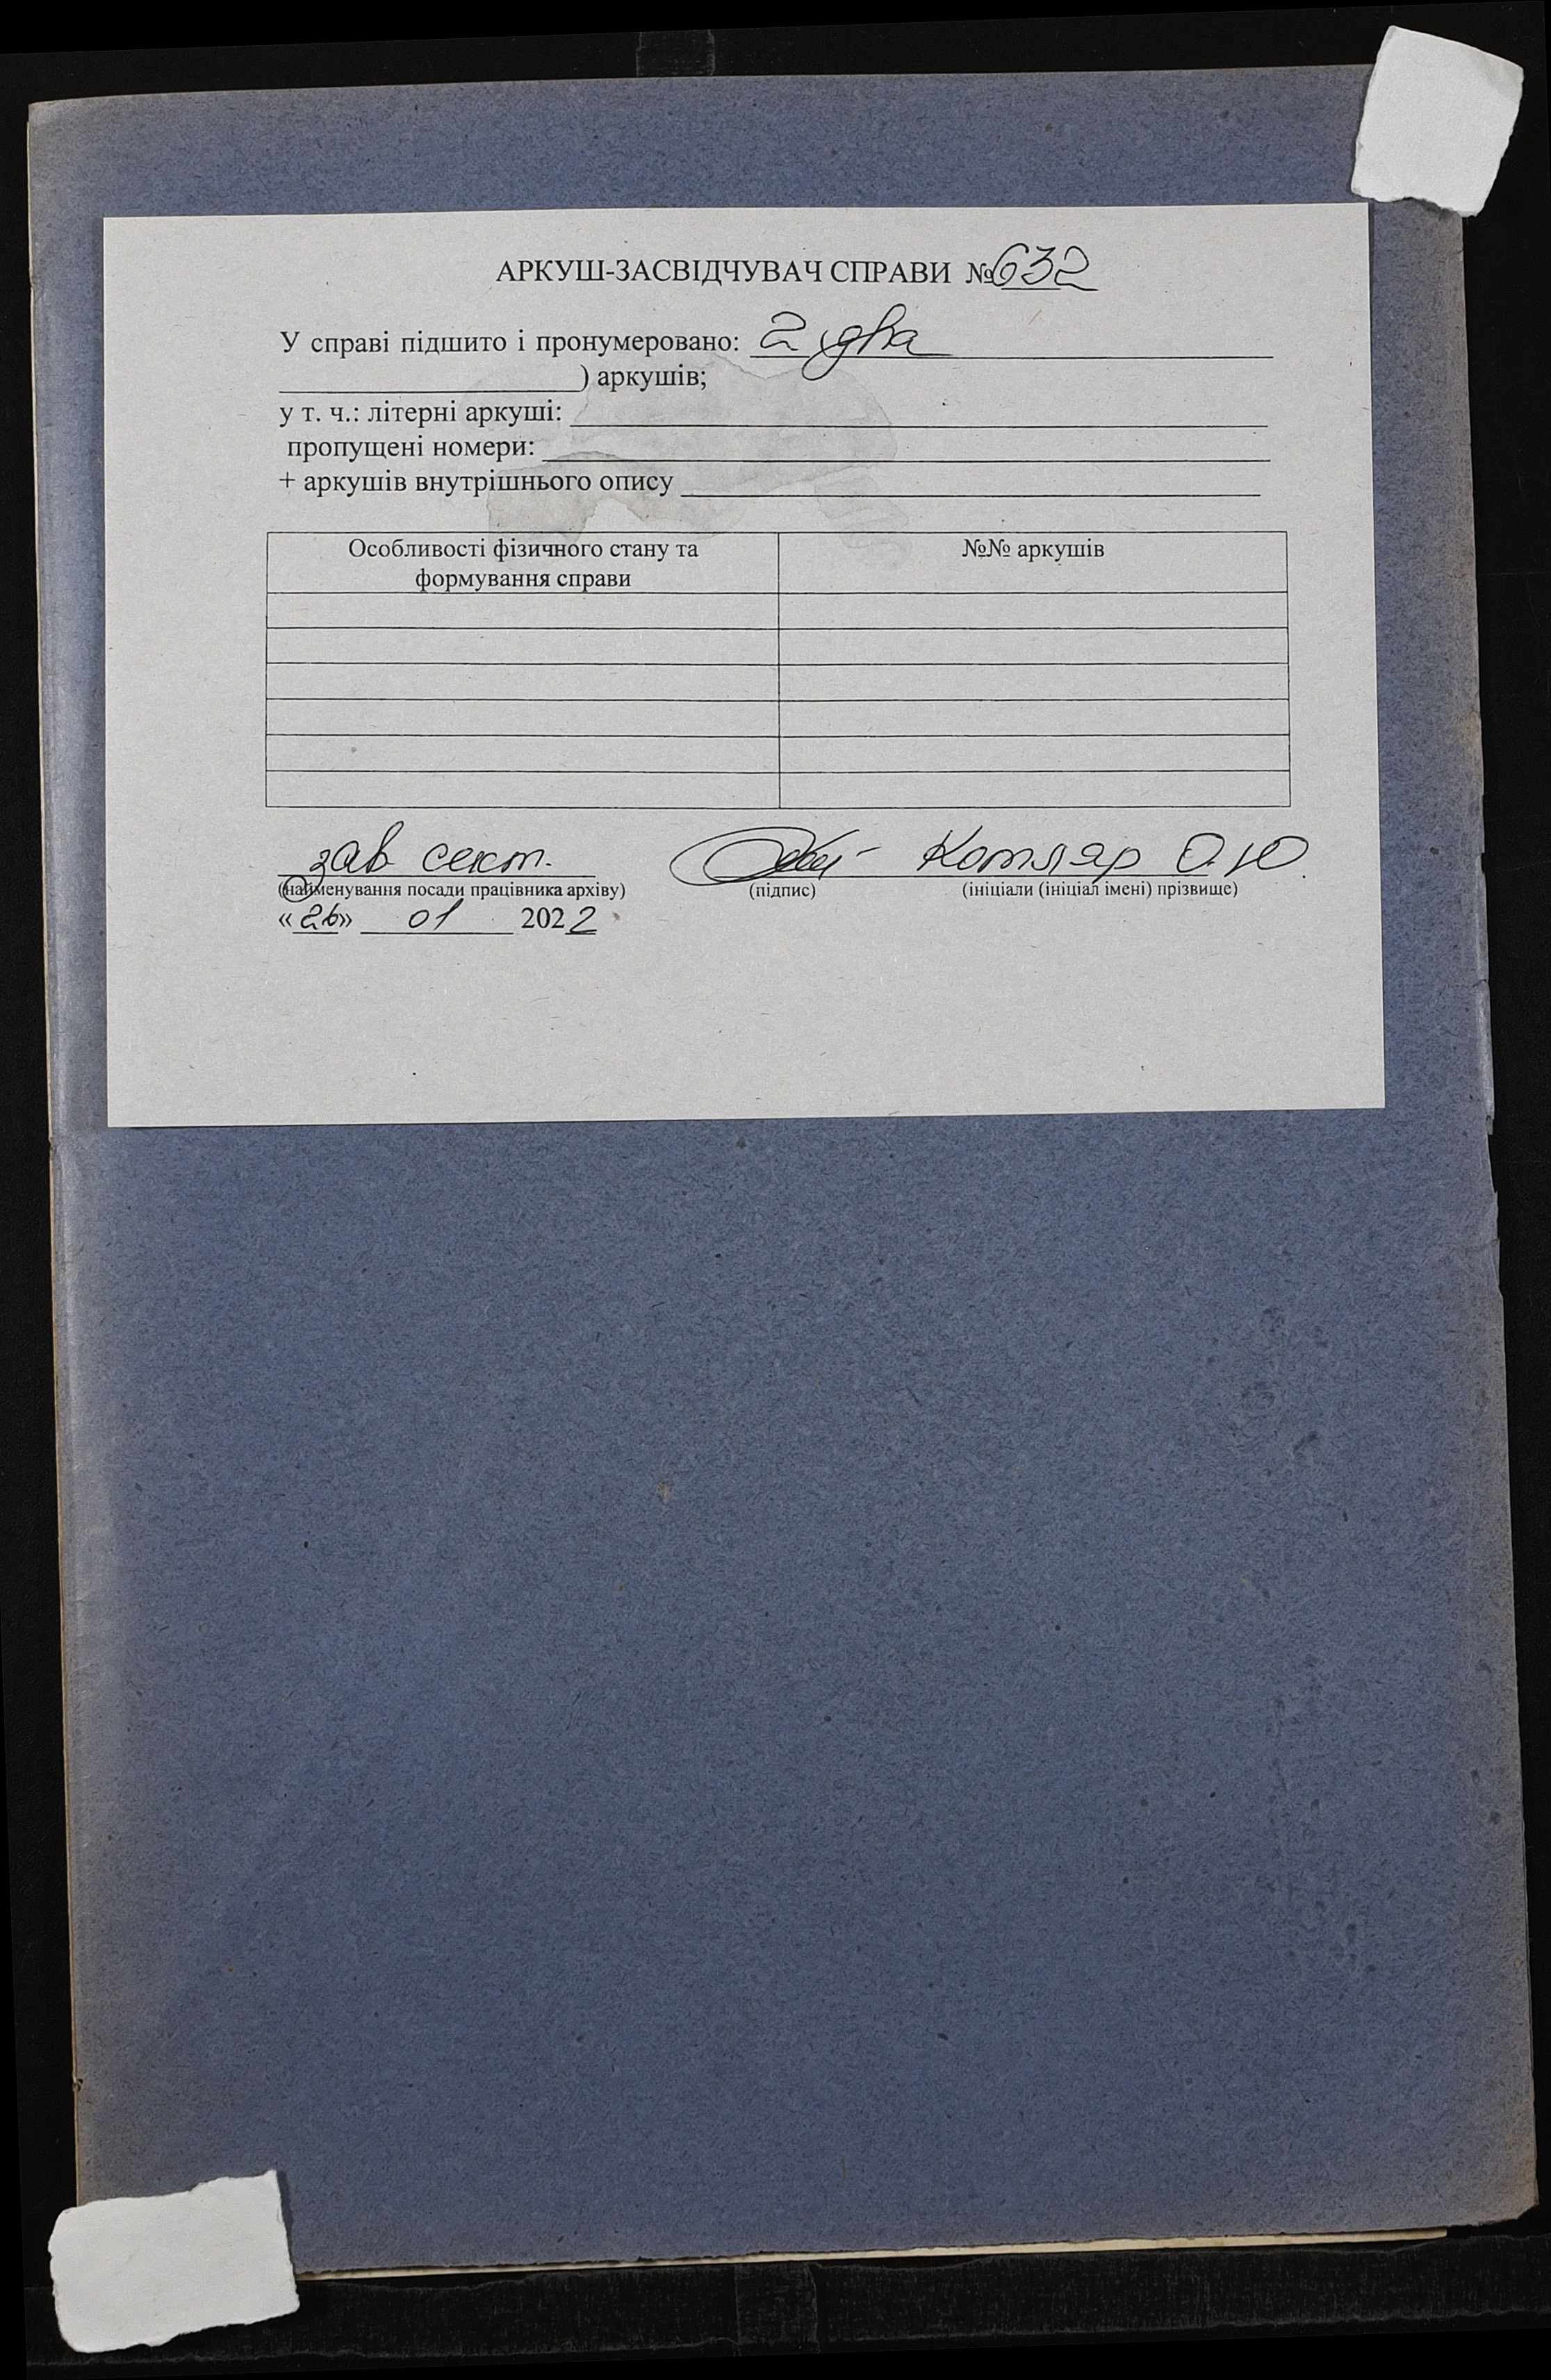 АРКУШ-ЗАСВІДЧУВАЧ СПРАВИ №632
У справі підшито і пронумеровано: 2 (два
) аркушів;
у т. ч.: літерні аркуші:
пропущені номери:
+ аркушів внутрішнього опису
Особливості фізичного стану та №№ аркушів
формування справи
зав сект. Котляр О.Ю.
(найменування посади працівника архіву) (підпис) (ініціали (ініціал імені) прізвище)
«26» 01 2022